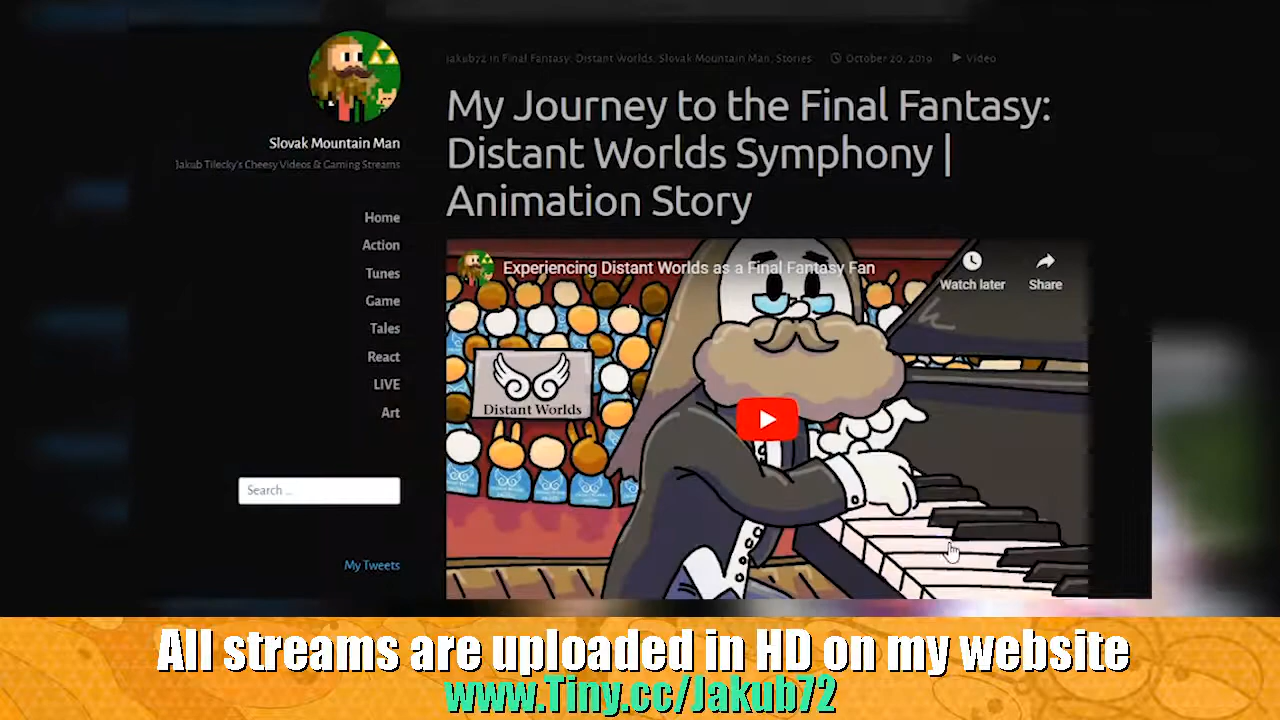 jakub72 in Final Fantasy: Distant Worlds, Slovak Mountain Man, Stories
October 20, 2019
Video
My Journey to the Final Fantasy:
Distant Worlds Symphony |
Animation Story
Slovak Mountain Man
Jakub Tilecky's Cheesy Videos & Gaming Streams
Home
Action
Tunes
Game
Tales
React
LIVE
Art
Search ...
My Tweets
Experiencing Distant Worlds as a Final Fantasy Fan
Watch later
Share
Distant Worlds
All streams are uploaded in HD on my website
www.Tiny.cc/Jakub72